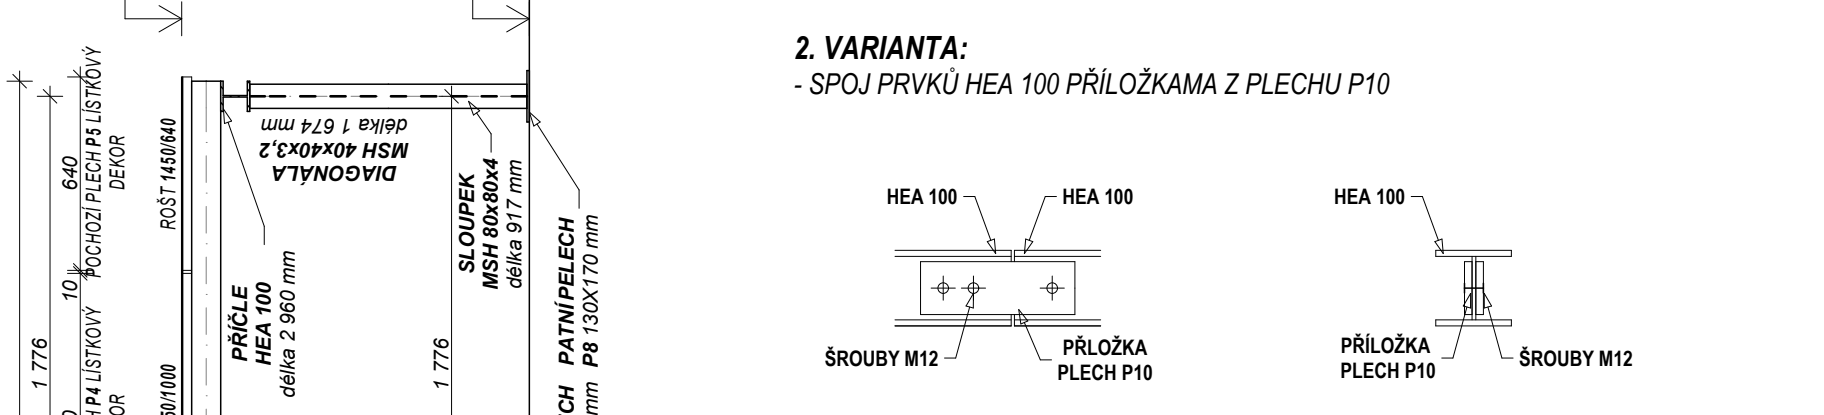 2. VARIANTA:
- SPOJ PRVKŮ HEA 100 PŘÍLOŽKAMA Z PLECHU P10
HEA 100
HEA 100
ŠROUBY M12
PŘLOŽKA
PLECH P10
HEA 100
PŘÍLOŽKA
PLECH P10
ŠROUBY M12
1 776
640
10
POCHOZÍ PLECH P5 LÍSTKOVÝ
DEKOR
P4 LÍSTKOVÝ
ROŠT 1450/640
PŘÍČLE
HEA 100
délka 2 960 mm
DIAGONÁLA
MSH 40x40x3,2
délka 1 674 mm
SLOUPEK
MSH 80x80x4
délka 917 mm
1 776
PATNÍ PELECH
P8 130X170 mm